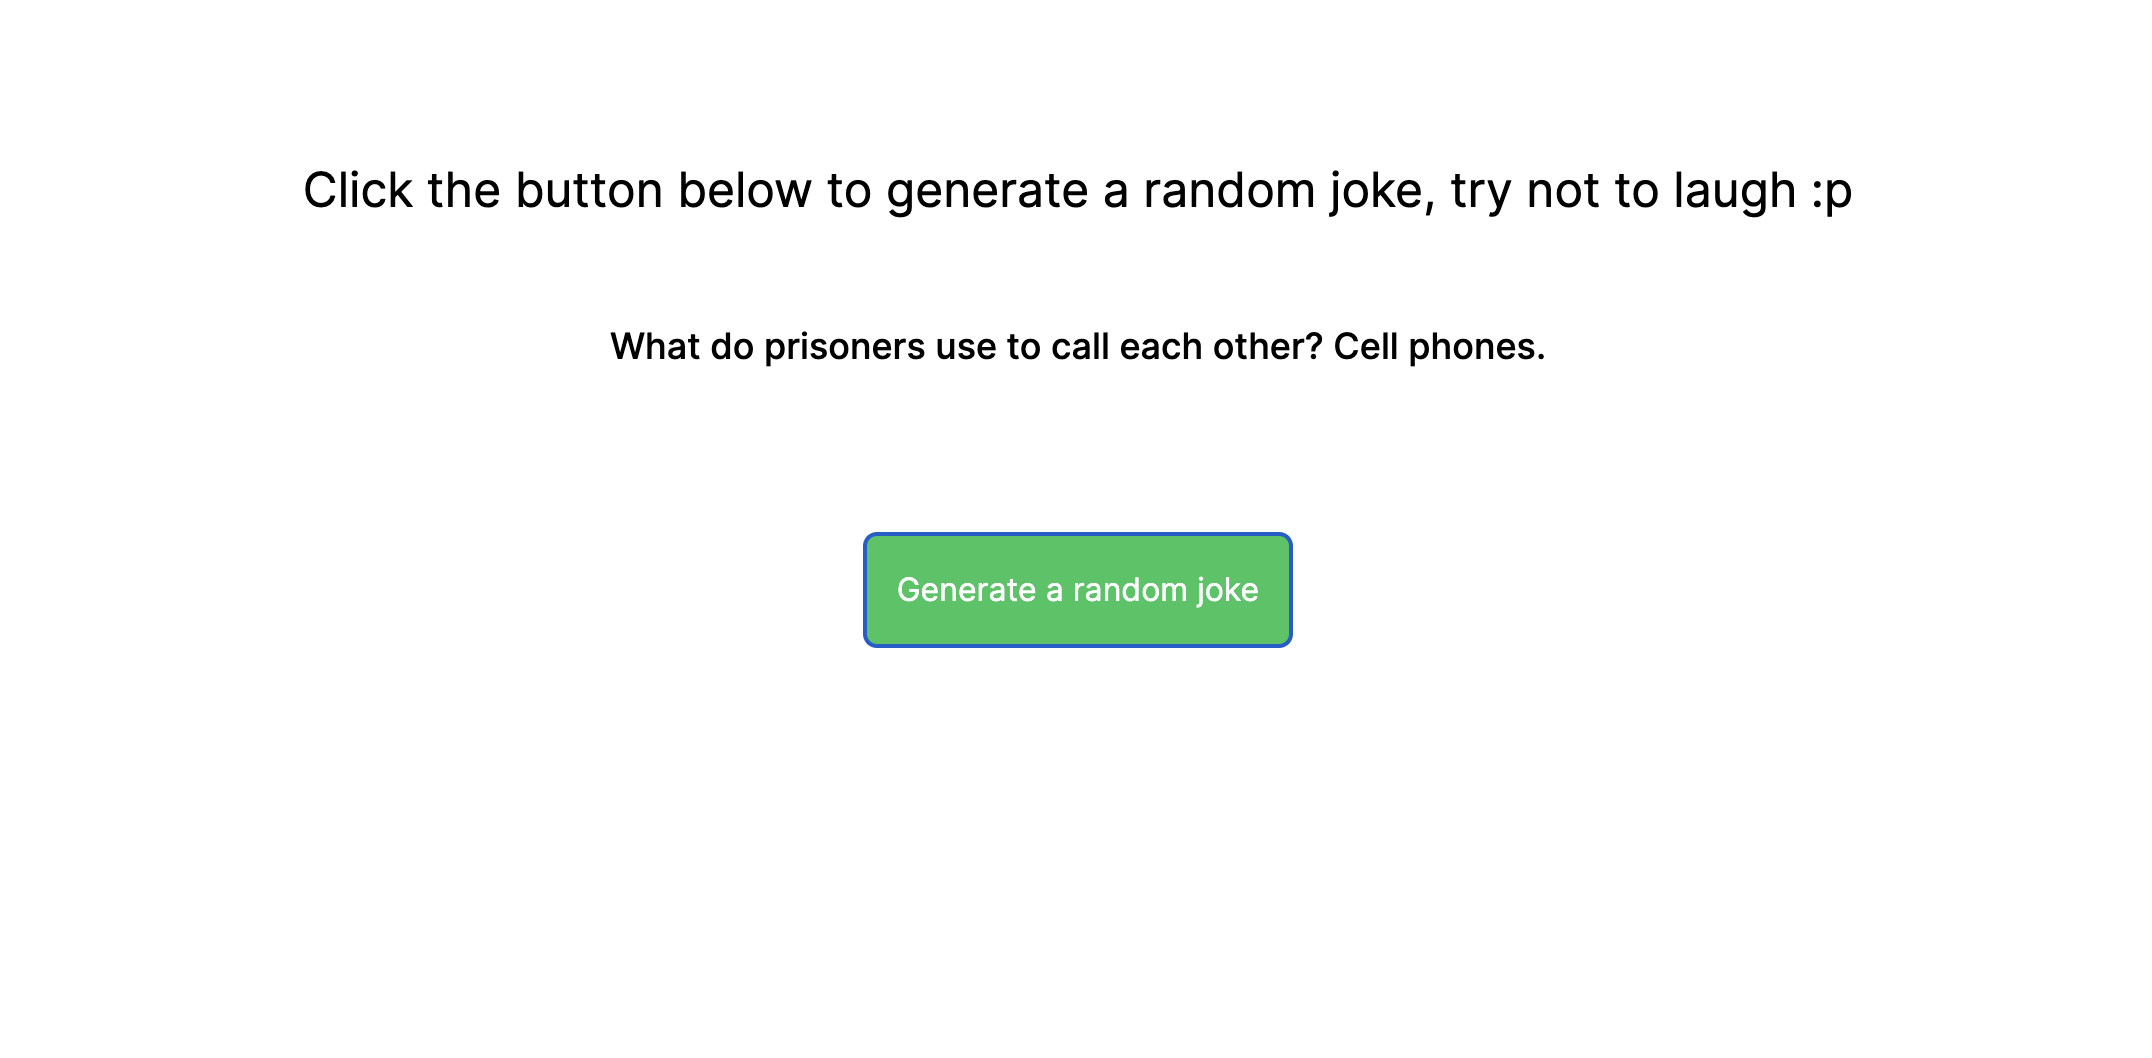 Click the button below to generate a random joke, try not to laugh :p
What do prisoners use to call each other? Cell phones.
Generate a random joke